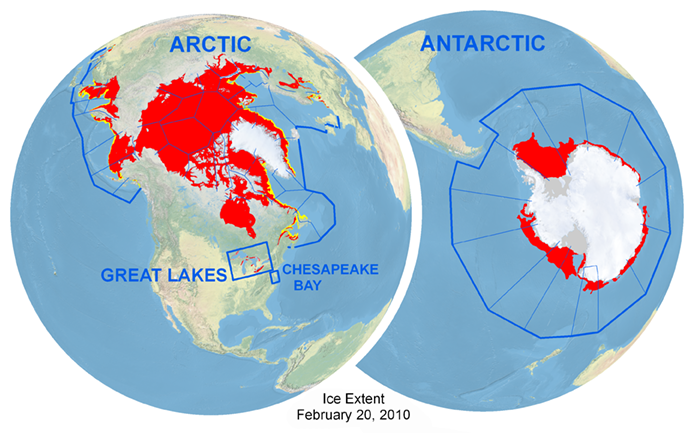 ARCTIC
ANTARCTIC
GREAT LAKES
CHESAPEAKE
BAY
Ice Extent
February 20, 2010